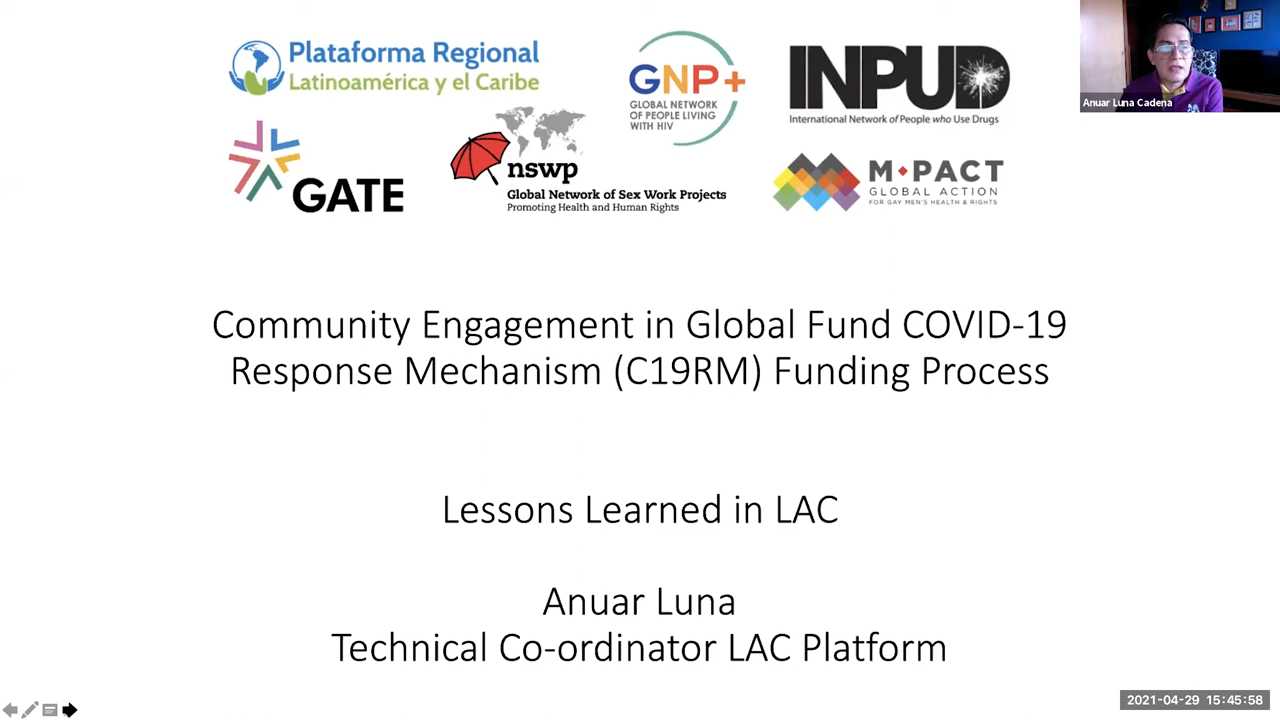 Plataforma Regional
Latinoamérica y el Caribe
GNP+
GLOBAL NETWORK
OF PEOPLE LIVING
WITH HIV
INPUD
International Network of People who Use Drugs
GATE
nswp
Global Network of Sex Work Projects
Promoting Health and Human Rights
M PACT
GLOBAL ACTION
FOR GAY MEN'S HEALTH & RIGHTS
Anuar Luna Cadena
Community Engagement in Global Fund COVID-19
Response Mechanism (C19RM) Funding Process
Lessons Learned in LAC
Anuar Luna
Technical Co-ordinator LAC Platform
2021-04-29 15:45:58